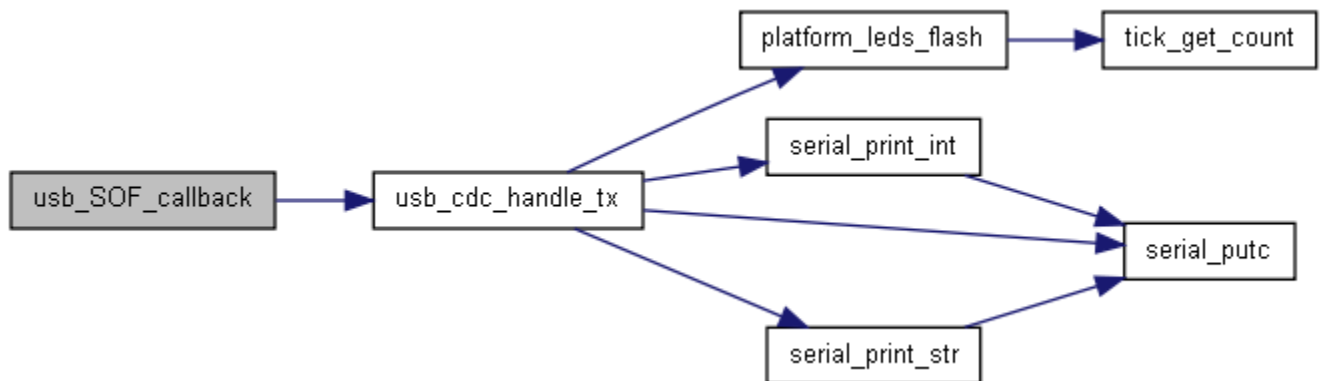 platform_leds_flash
tick_get_count
serial_print_int
usb_SOF_callback
usb_cdc_handle_tx
serial_putc
serial_print_str